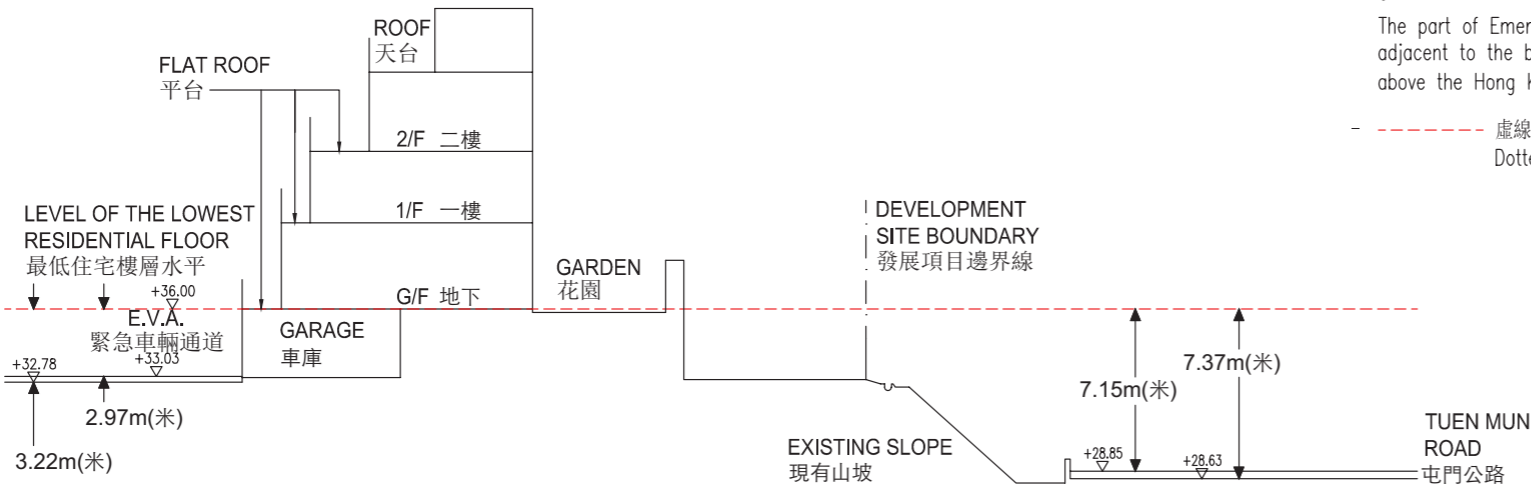 The part of Emer
adjacent to the b
above the Hong K
虛線
Dotte
ROOF
天台
FLAT ROOF
平台
2/F 二樓
1/F 一樓
G/F 地下
LEVEL OF THE LOWEST
RESIDENTIAL FLOOR
最低住宅樓層水平
+36.00
E.V.A.
緊急車輛通道
+33.03
+32.78
2.97m(米)
3.22m(米)
GARAGE
車庫
GARDEN
花園
DEVELOPMENT
SITE BOUNDARY
發展項目邊界線
EXISTING SLOPE
現有山坡
7.15m(米)
7.37m(米)
+28.85
+28.63
TUEN MUN
ROAD
屯門公路